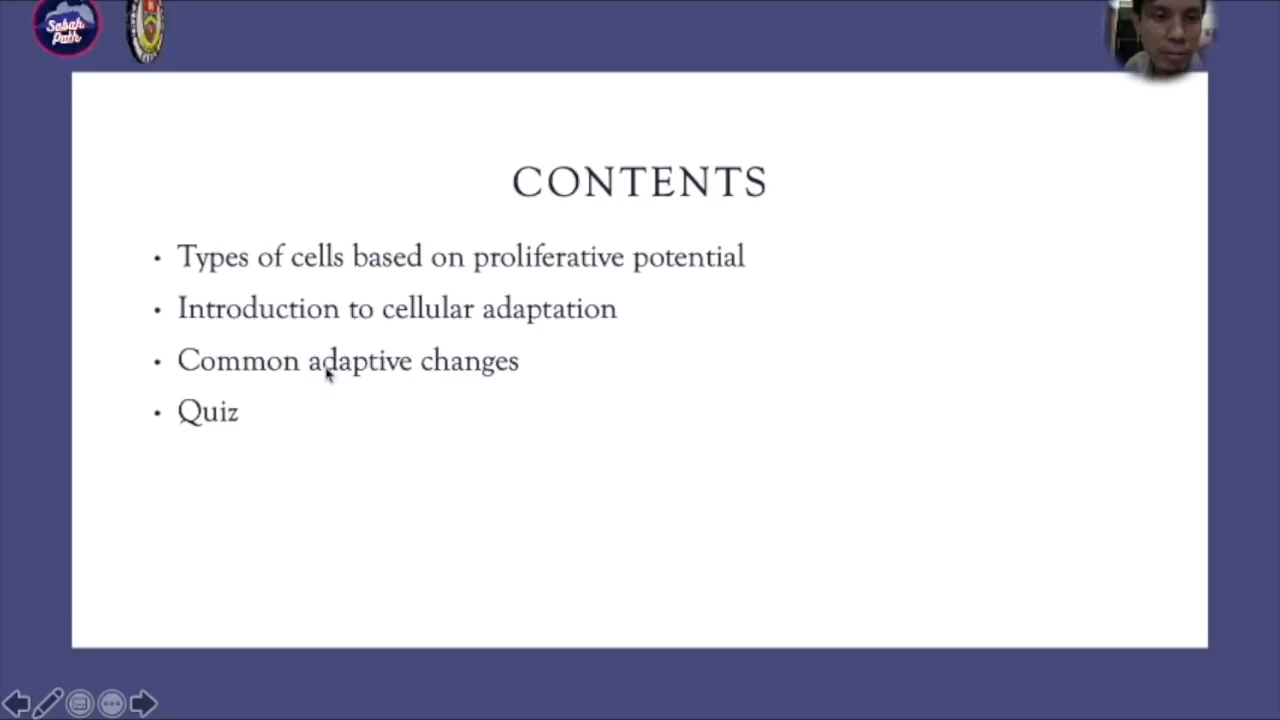 Sabah
Path
CONTENTS
• Types of cells based on proliferative potential
• Introduction to cellular adaptation
• Common adaptive changes
• Quiz